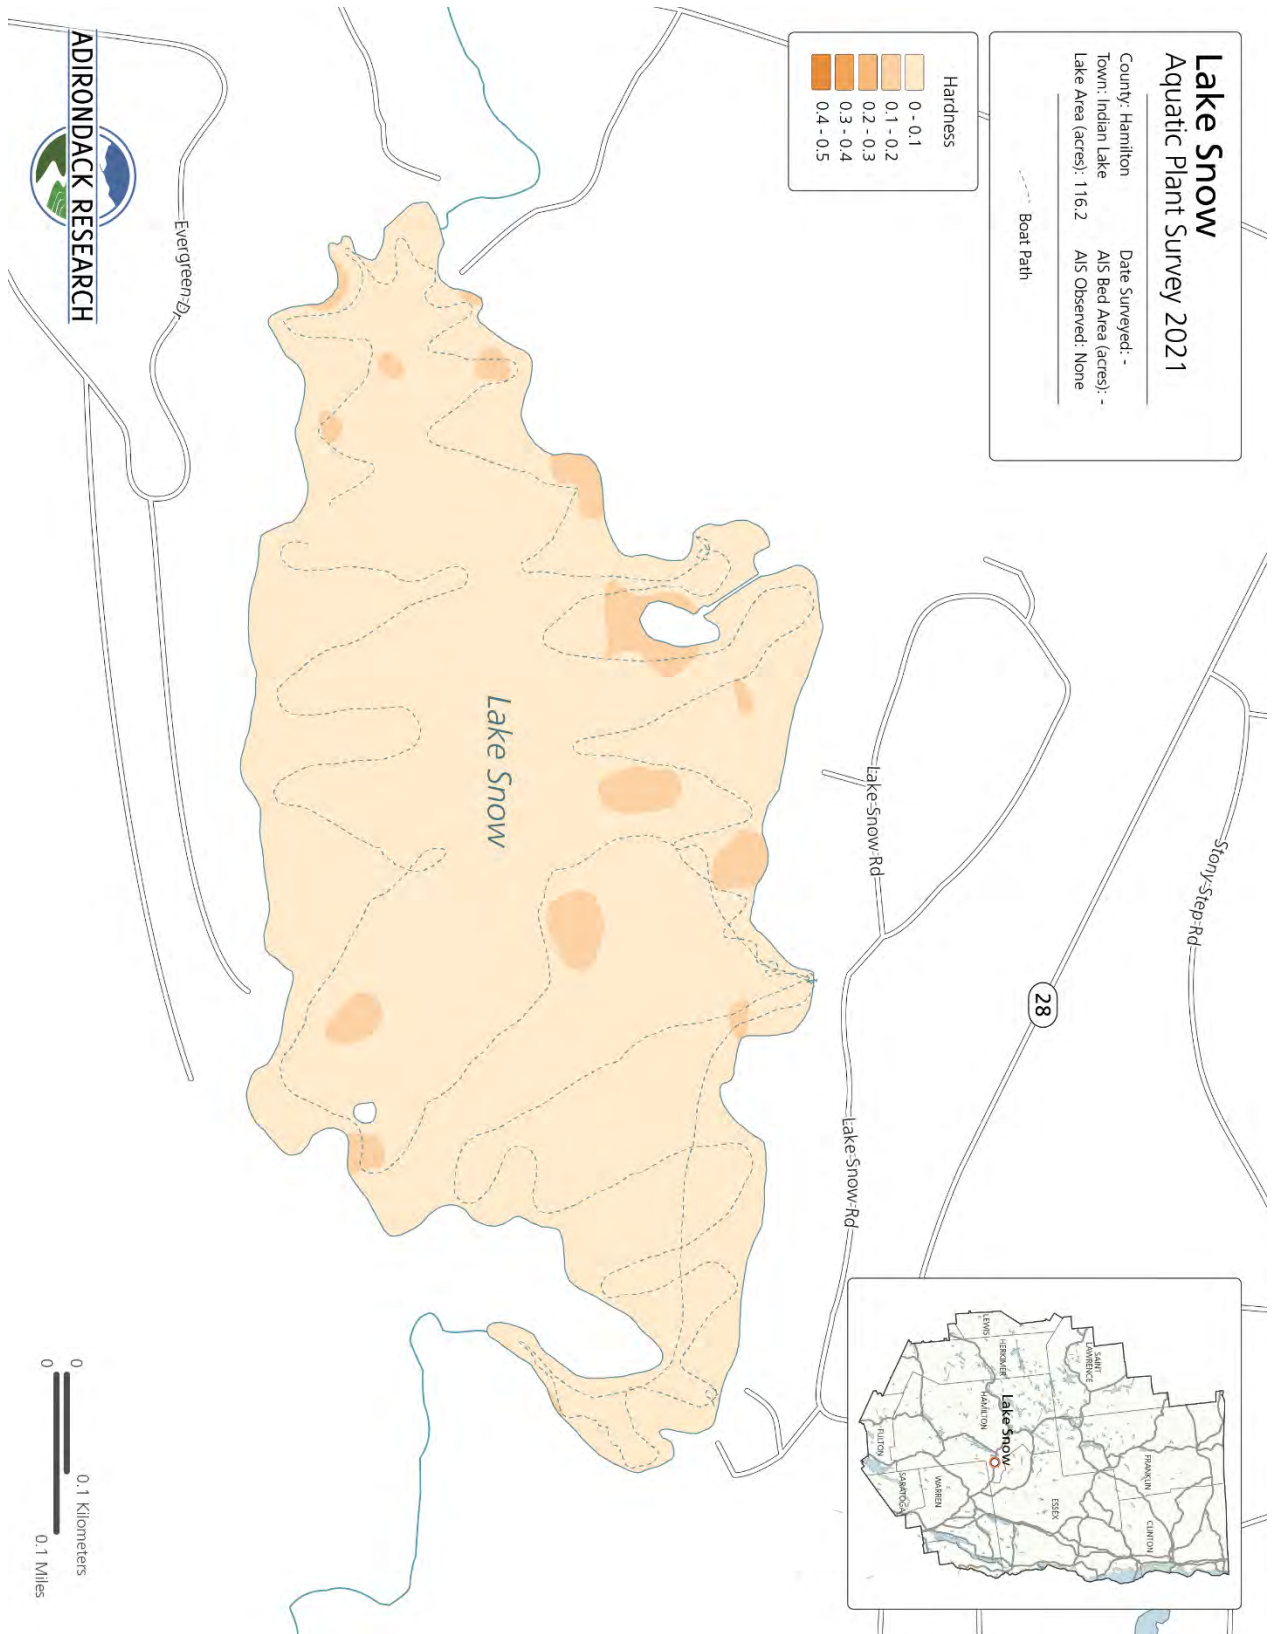 Lake Snow
Aquatic Plant Survey 2021
County: Hamilton Date Surveyed: -
Town: Indian Lake AIS Bed Area (acres): -
Lake Area (acres): 116.2 AIS Observed: None
Boat Path
Hardness
0 - 0.1
0.1 - 0.2
0.2 - 0.3
0.3 - 0.4
0.4 - 0.5
Stony Step Rd
28
Lake Snow Rd
Lake Snow Rd
Lake Snow
Evergreen Dr
ADIRONDACK RESEARCH
SAINT
LAWRENCE
FRANKLIN
CLINTON
LEWIS
HERKIMER
HAMILTON
Lake Snow
ESSEX
WARREN
FULTON
SARATOGA
0 0.1 Kilometers
0 0.1 Miles